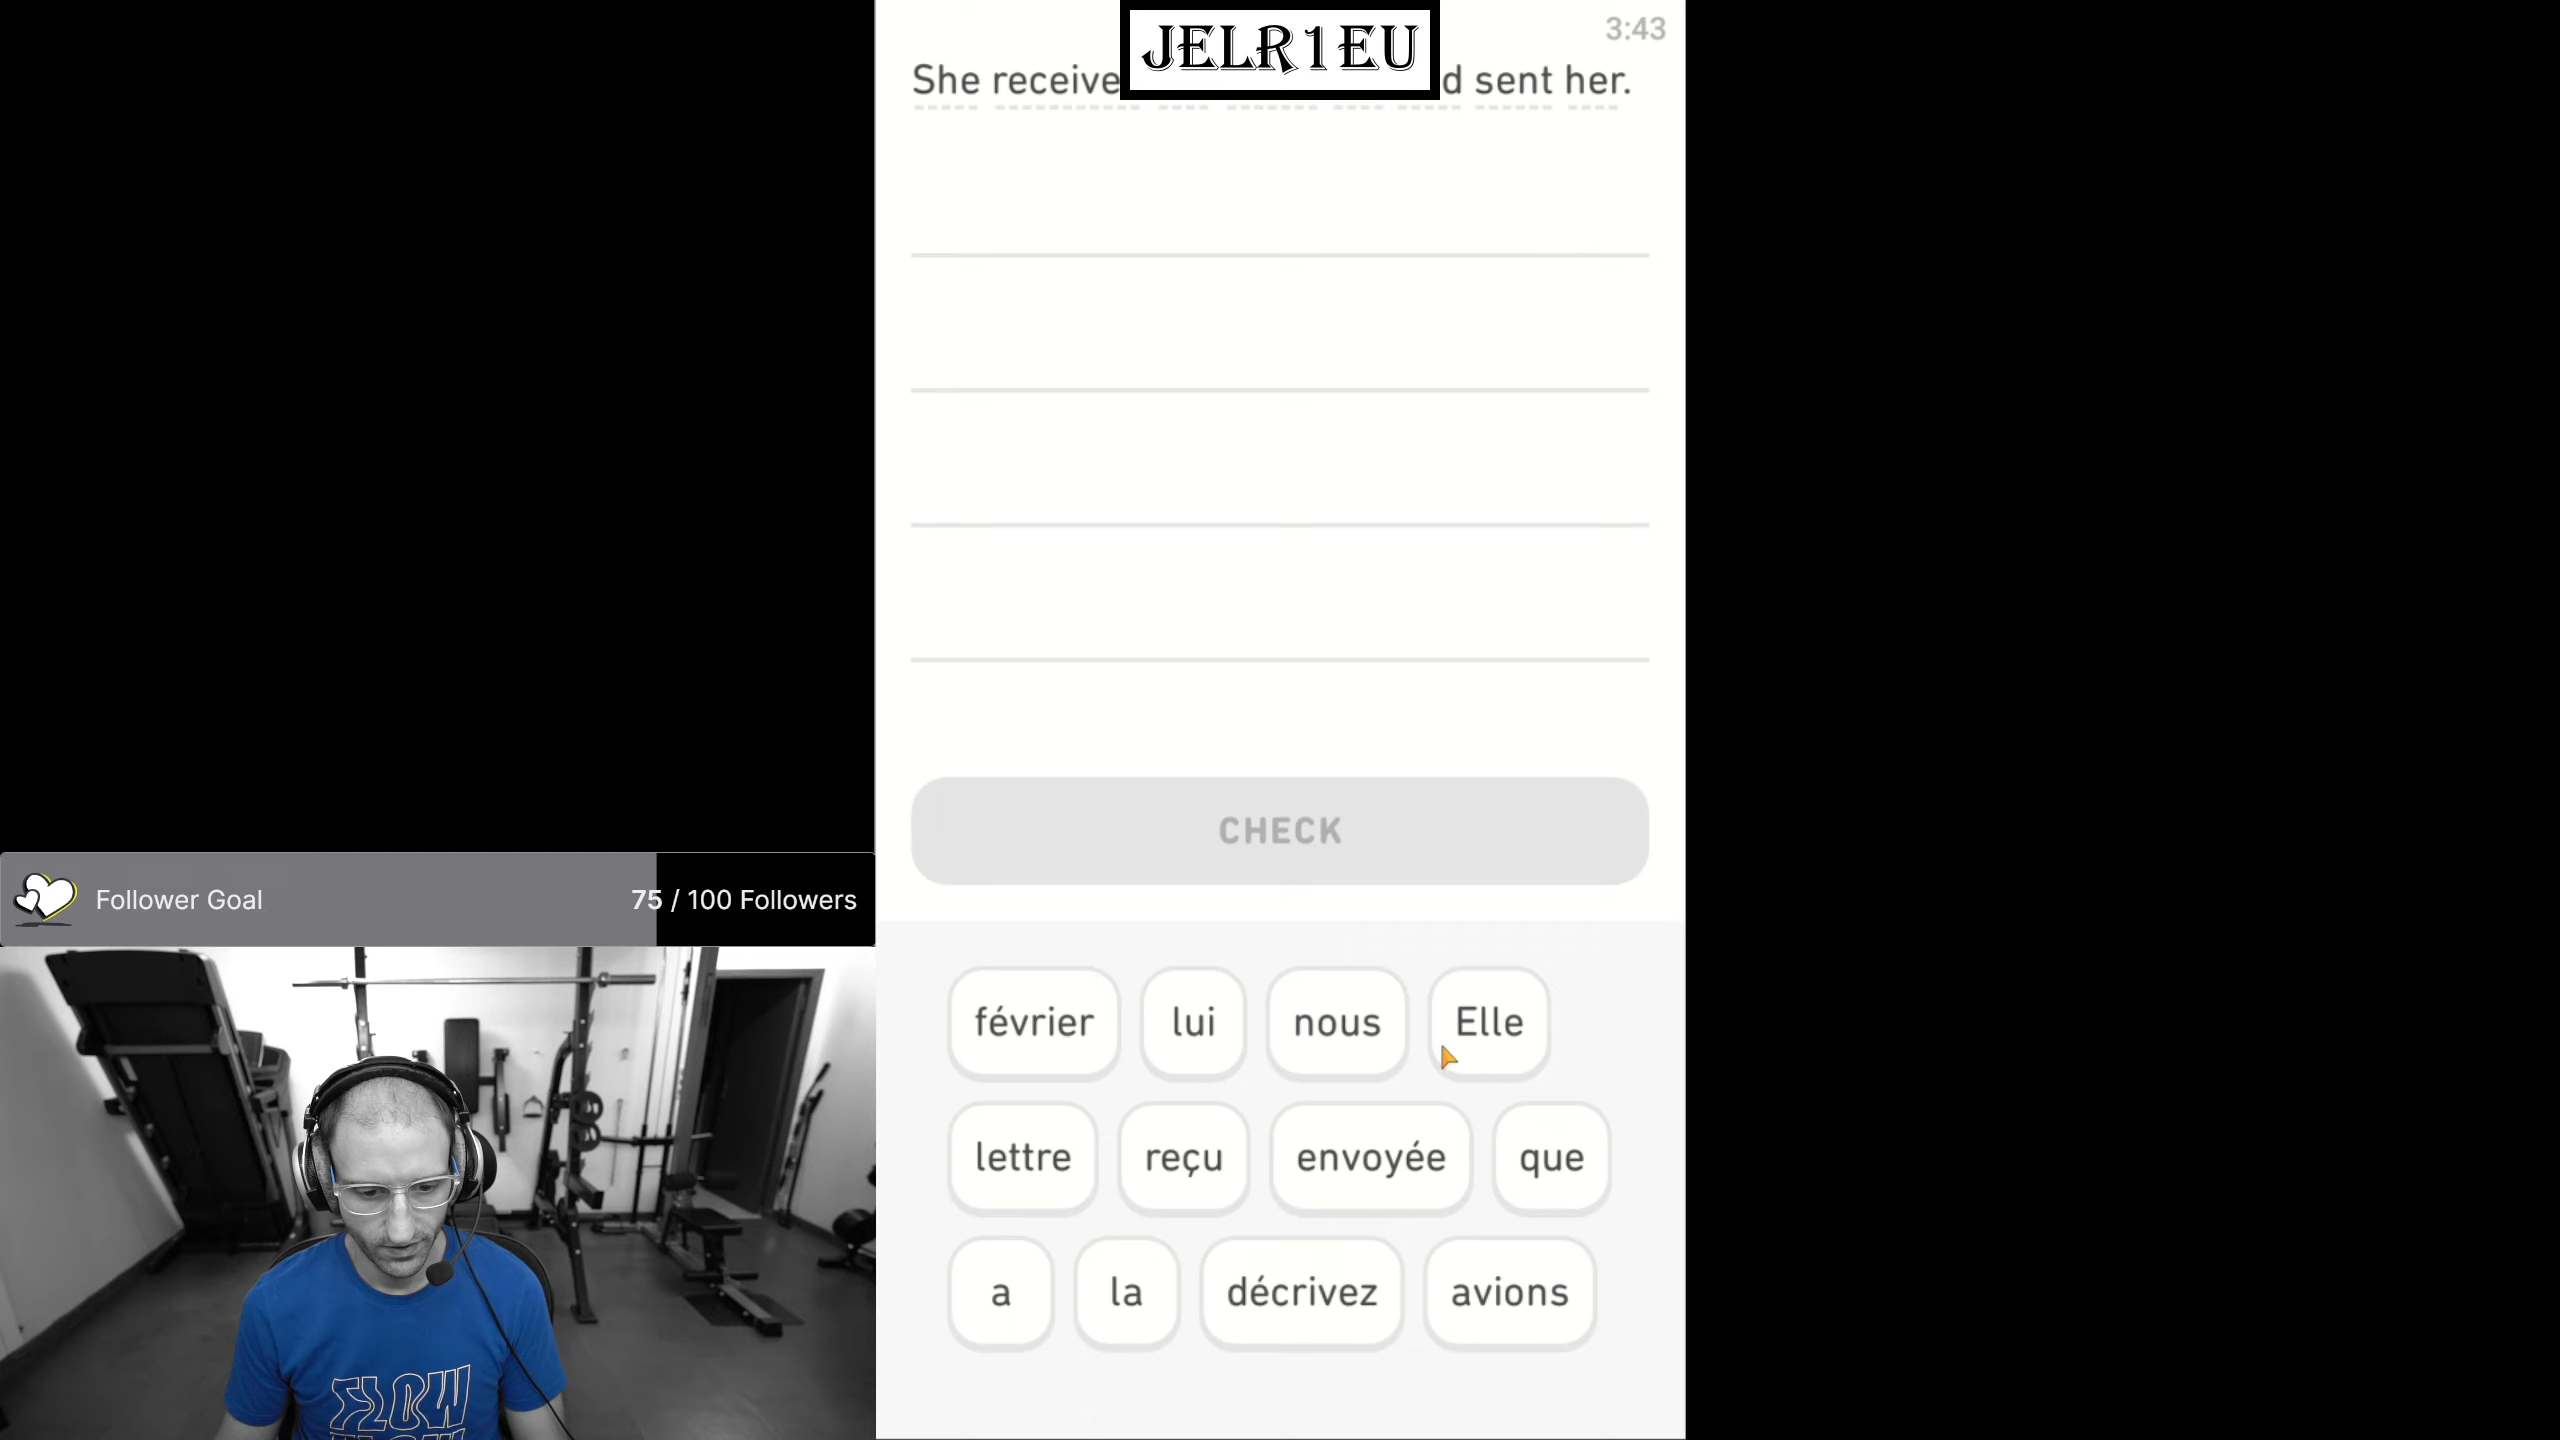 JELR1EU
3:43
She receive d sent her.
CHECK
Follower Goal 75 / 100 Followers
février lui nous Elle
lettre reçu envoyée que
a la décrivez avions
FLOW